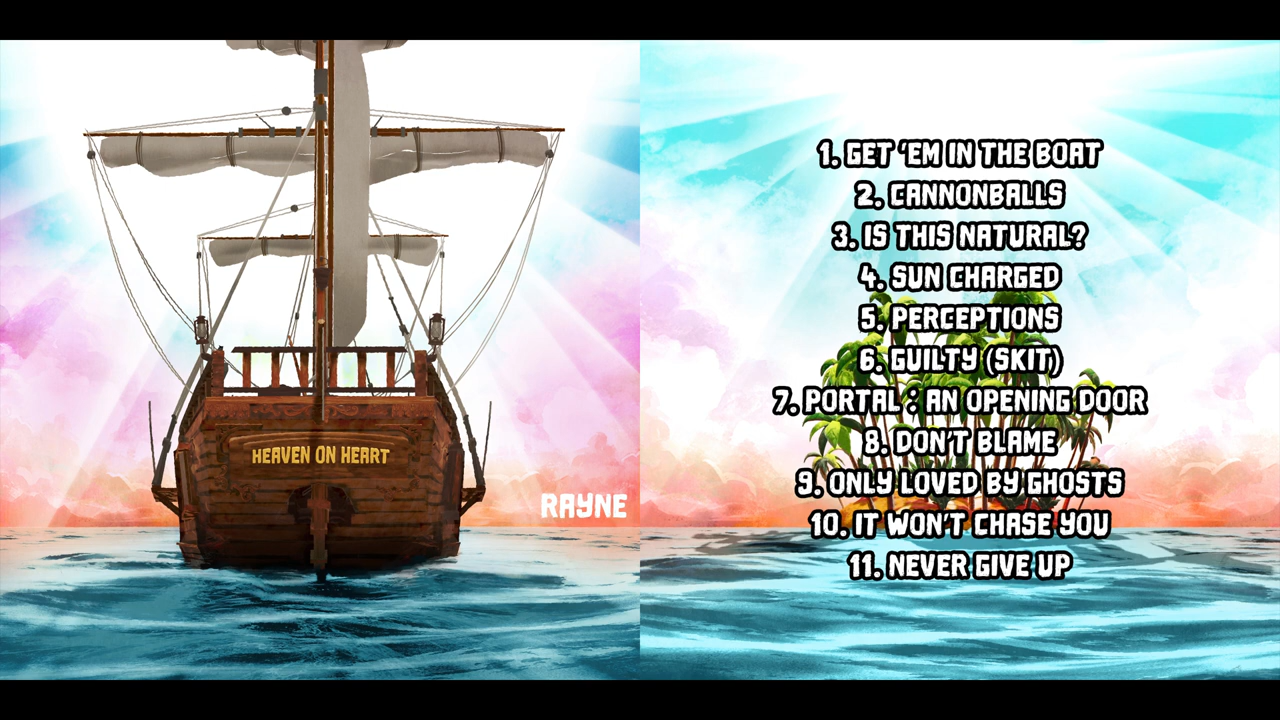 HEAVEN ON HEART
RAYNE
1. GET 'EM IN THE BOAT
2. CANNONBALLS
3. IS THIS NATURAL?
4. SUN CHARGED
5. PERCEPTIONS
6. GUILTY (SKIT)
7. PORTAL : AN OPENING DOOR
8. DON'T BLAME
9. ONLY LOVED BY GHOSTS
10. IT WON'T CHASE YOU
11. NEVER GIVE UP